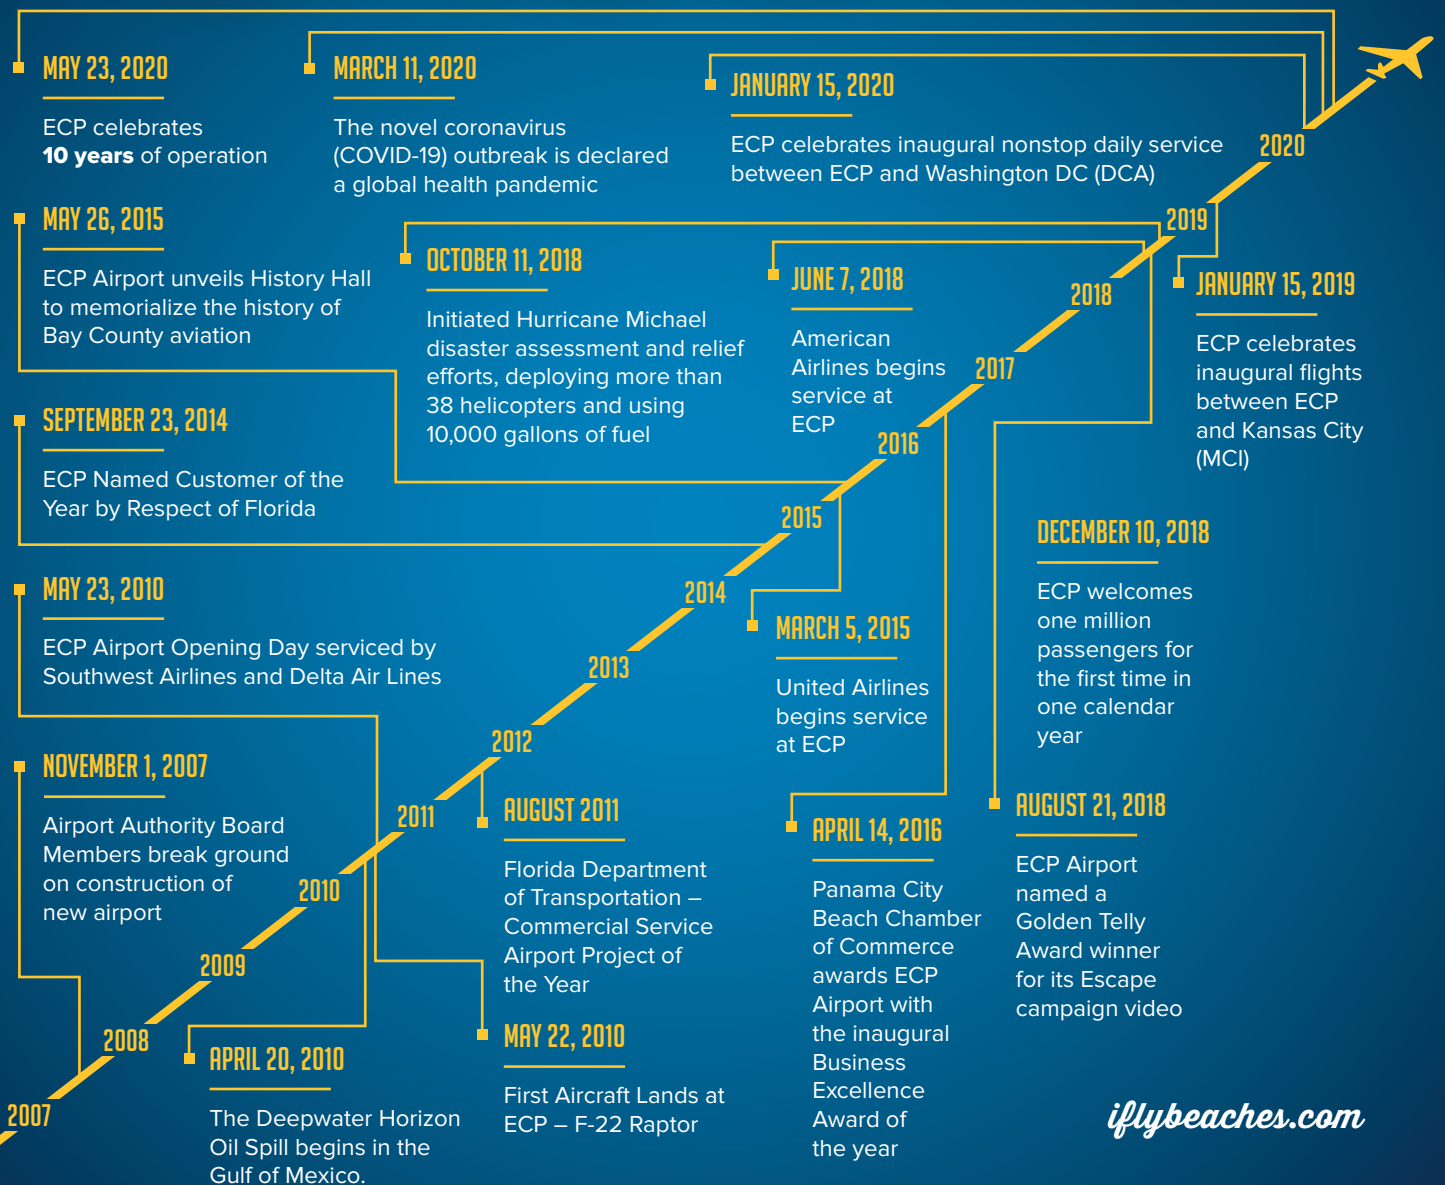 MAY 23, 2020
ECP celebrates
10 years of operation
MARCH 11, 2020
The novel coronavirus
(COVID-19) outbreak is declared
a global health pandemic
JANUARY 15, 2020
ECP celebrates inaugural nonstop daily service
between ECP and Washington DC (DCA)
2020
MAY 26, 2015
ECP Airport unveils History Hall
to memorialize the history of
Bay County aviation
OCTOBER 11, 2018
Initiated Hurricane Michael
disaster assessment and relief
efforts, deploying more than
38 helicopters and using
10,000 gallons of fuel
JUNE 7, 2018
American
Airlines begins
service at
ECP
2019
2018
JANUARY 15, 2019
ECP celebrates
inaugural flights
between ECP
and Kansas City
(MCI)
2017
2016
SEPTEMBER 23, 2014
ECP Named Customer of the
Year by Respect of Florida
2015
DECEMBER 10, 2018
ECP welcomes
one million
passengers for
the first time in
one calendar
year
MAY 23, 2010
ECP Airport Opening Day serviced by
Southwest Airlines and Delta Air Lines
2014
MARCH 5, 2015
United Airlines
begins service
at ECP
2013
2012
NOVEMBER 1, 2007
Airport Authority Board
Members break ground
on construction of
new airport
2011
AUGUST 2011
Florida Department
of Transportation –
Commercial Service
Airport Project of
the Year
APRIL 14, 2016
Panama City
Beach Chamber
of Commerce
awards ECP
Airport with
the inaugural
Business
Excellence
Award of
the year
AUGUST 21, 2018
ECP Airport
named a
Golden Telly
Award winner
for its Escape
campaign video
2010
2009
2008
MAY 22, 2010
First Aircraft Lands at
ECP – F-22 Raptor
APRIL 20, 2010
The Deepwater Horizon
Oil Spill begins in the
Gulf of Mexico.
2007
iflybeaches.com